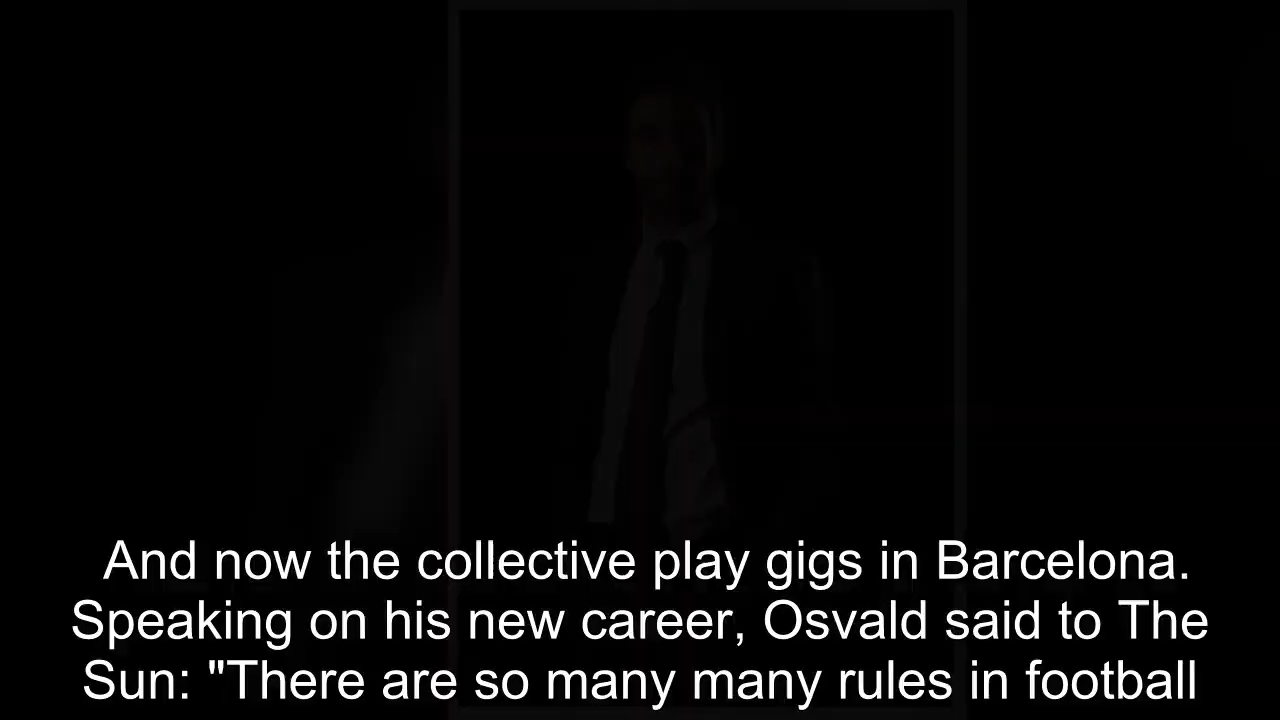 And now the collective play gigs in Barcelona.
Speaking on his new career, Osvald said to The
Sun: "There are so many many rules in football